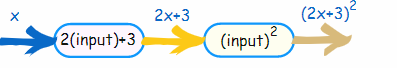 x
2(input)+3
2x+3
(input)²
(2x+3)²